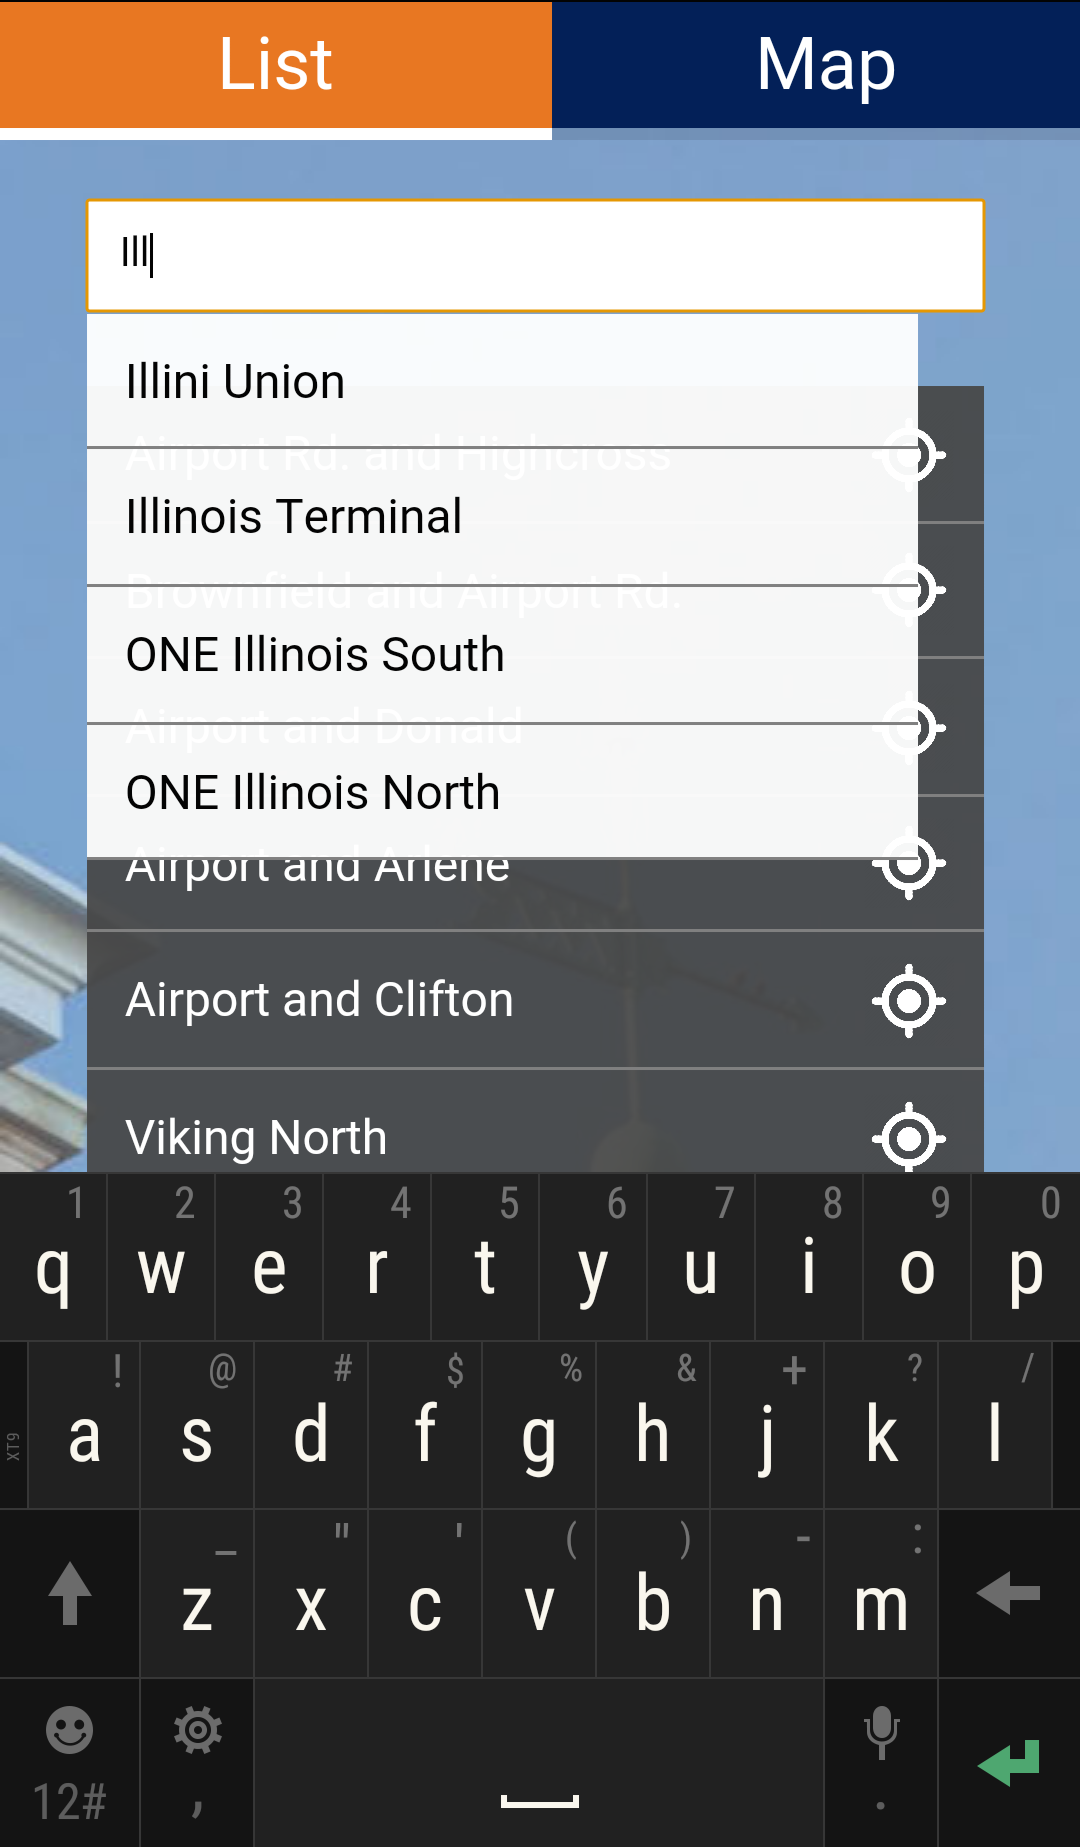 List Map
Ill
Illini Union
Airport Rd. and Highcross
Illinois Terminal
Brownfield and Airport Rd.
ONE Illinois South
Airport and Donald
ONE Illinois North
Airport and Arlene
Airport and Clifton
Viking North
1 2 3 4 5 6 7 8 9 0
q w e r t y u i o p
! @ # $ % & + ? /
XT9 a s d f g h j k l
_ " ' ( ) - :
z x c v b n m
12# , .